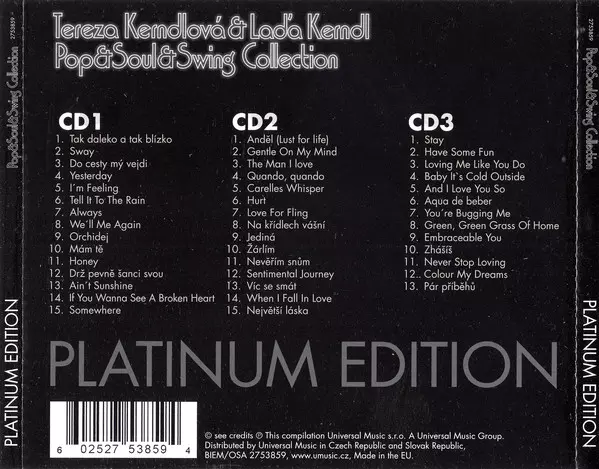 Tereza Kerndlová & Laďa Kerndl
Pop&Soul&Swing Collection
CD1
1. Tak daleko a tak blízko
2. Sway
3. Do cesty mý vejdi
4. Yesterday
5. I'm Feeling
6. Tell It To The Rain
7. Always
8. We'll Me Again
9. Orchidej
10. Mám tě
11. Honey
12. Drž pevně šanci svou
13. Ain't Sunshine
14. If You Wanna See A Broken Heart
15. Somewhere
CD2
1. Anděl (Lust for life)
2. Gentle On My Mind
3. The Man I love
4. Quando, quando
5. Carelles Whisper
6. Hurt
7. Love For Fling
8. Na křídlech vášní
9. Jediná
10. Žárlím
11. Nevěřím snům
12. Sentimental Journey
13. Víc se smát
14. When I Fall In Love
15. Největší láska
CD3
1. Stay
2. Have Some Fun
3. Loving Me Like You Do
4. Baby It`s Cold Outside
5. And I Love You So
6. Aqua de beber
7. You´re Bugging Me
8. Green, Green Grass Of Home
9. Embraceable You
10. Zhášíš
11. Never Stop Loving
12.. Colour My Dreams
13. Pár příběhů
PLATINUM EDITION
6 02527 53859 4
© see credits ℗ This compilation Universal Music s.r.o. A Universal Music Group.
Distributed by Universal Music in Czech Republic and Slovak Republic,
BIEM/OSA 2753859, www.umusic.cz, Made in the EU.
2753859
Pop&Soul&Swing Collection
PLATINUM EDITION
2753859
Pop&Soul&Swing Collection
PLATINUM EDITION